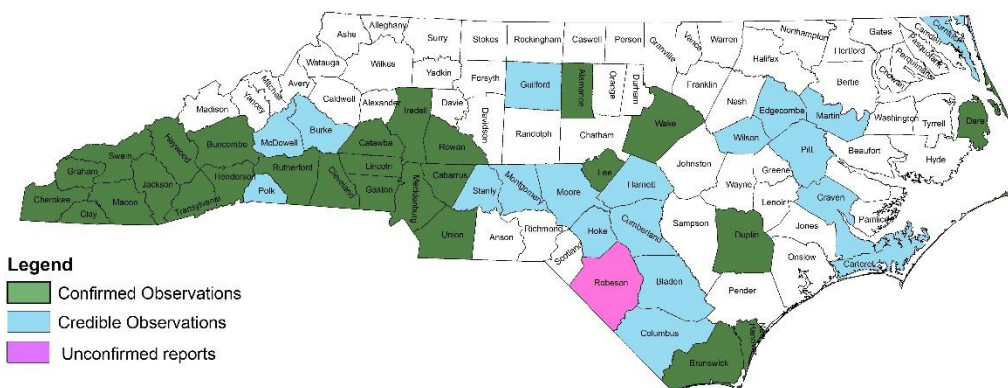 Ashe
Alleghany
Surry
Stokes
Rockingham
Caswell
Person
Granville
Vance
Warren
Northampton
Gates
Camden
Currituck
Pasquotank
Perquimans
Chowan
Hertford
Halifax
Bertie
Watauga
Wilkes
Yadkin
Forsyth
Guilford
Alamance
Orange
Durham
Franklin
Nash
Edgecombe
Martin
Washington
Tyrrell
Dare
Mitchell
Avery
Yancey
Madison
Caldwell
Alexander
Iredell
Davie
Davidson
Randolph
Chatham
Wake
Wilson
Pitt
Beaufort
Hyde
Haywood
Buncombe
McDowell
Burke
Catawba
Rowan
Swain
Graham
Rutherford
Lincoln
Cabarrus
Lee
Harnett
Johnston
Greene
Wayne
Lenoir
Craven
Pamlico
Cherokee
Clay
Macon
Jackson
Transylvania
Henderson
Polk
Cleveland
Gaston
Mecklenburg
Stanly
Montgomery
Moore
Cumberland
Sampson
Duplin
Jones
Carteret
Union
Anson
Richmond
Scotland
Hoke
Onslow
Robeson
Bladen
Pender
Columbus
Brunswick
Legend
Confirmed Observations
Credible Observations
Unconfirmed reports